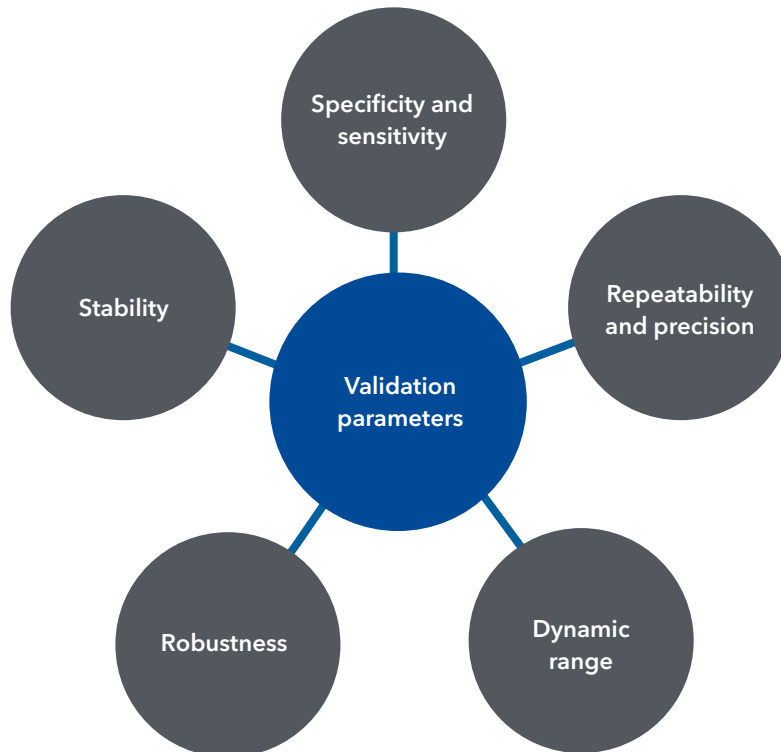 Specificity and
sensitivity
Stability
Repeatability
and precision
Validation
parameters
Robustness
Dynamic
range